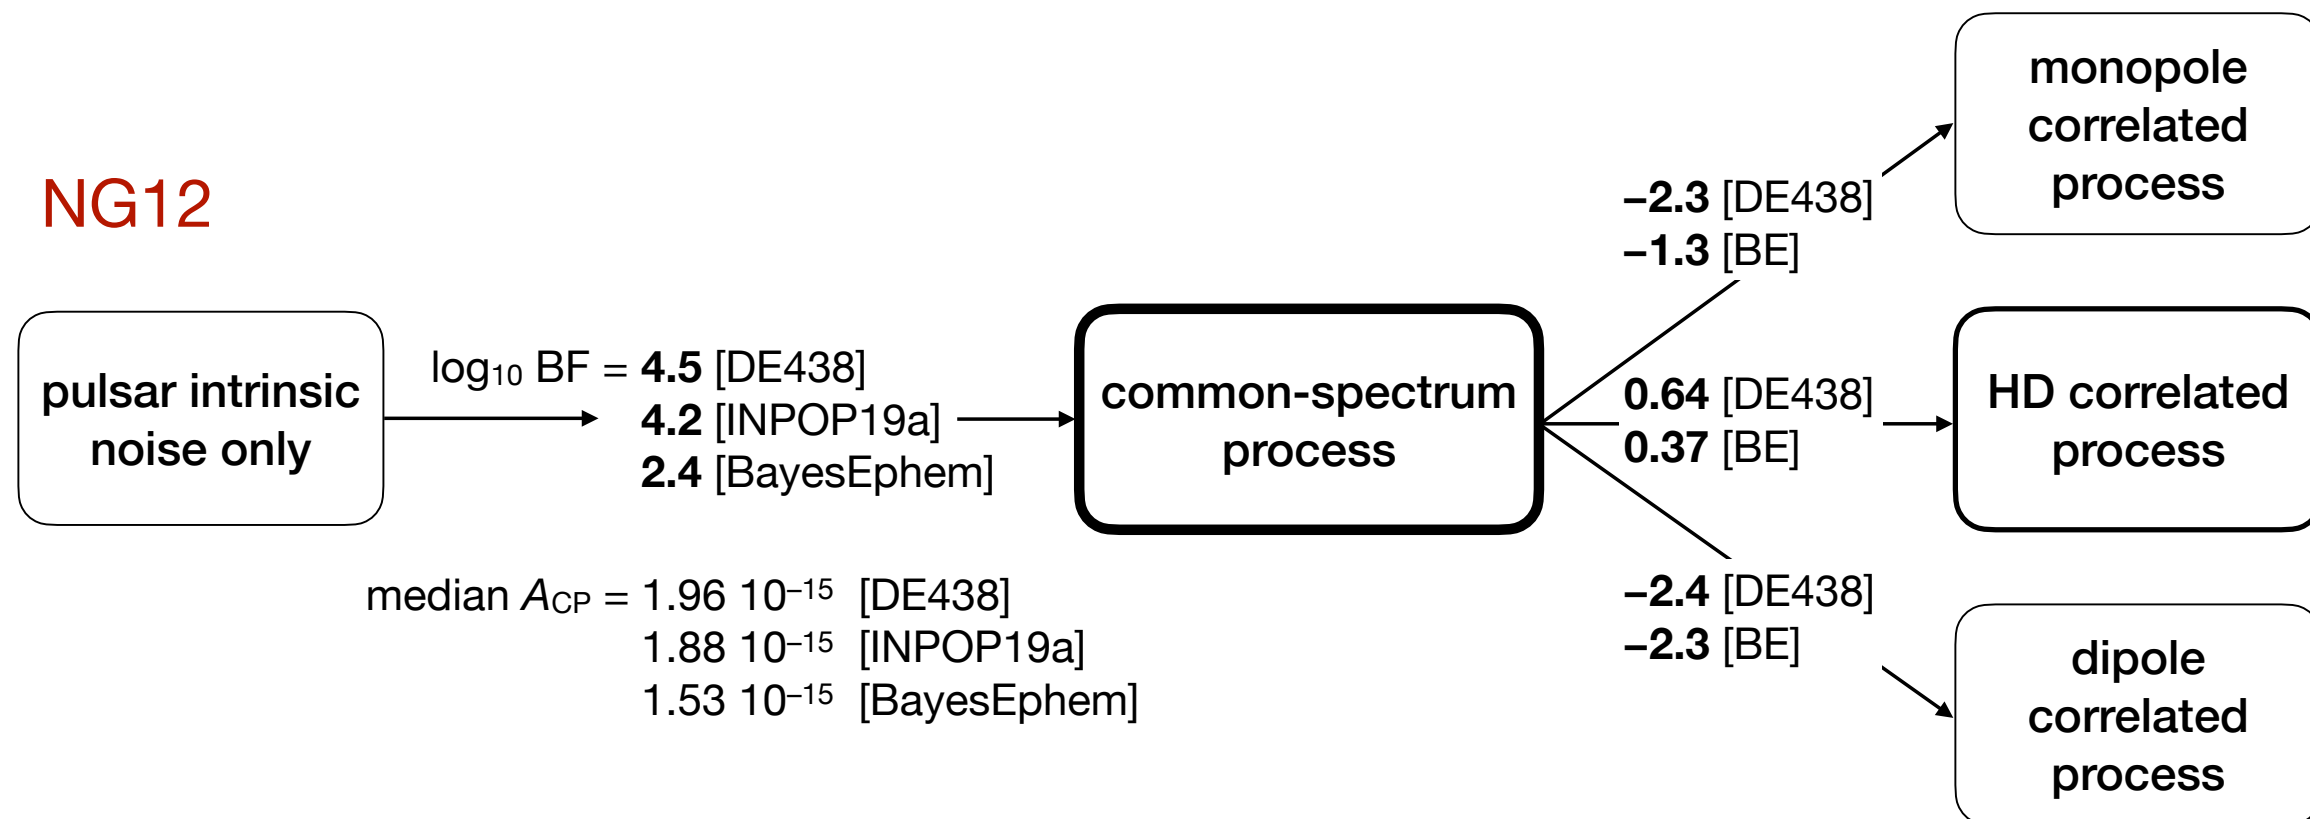 NG12
pulsar intrinsic
noise only
log₁₀ BF = 4.5 [DE438]
4.2 [INPOP19a]
2.4 [BayesEphem]
median A_CP = 1.96 10⁻¹⁵ [DE438]
1.88 10⁻¹⁵ [INPOP19a]
1.53 10⁻¹⁵ [BayesEphem]
common-spectrum
process
−2.3 [DE438]
−1.3 [BE]
0.64 [DE438]
0.37 [BE]
−2.4 [DE438]
−2.3 [BE]
monopole
correlated
process
HD correlated
process
dipole
correlated
process